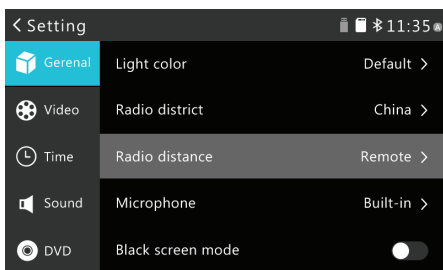 Setting 11:35
Gerenal Light color Default
Video Radio district China
Time Radio distance Remote
Sound Microphone Built-in
DVD Black screen mode